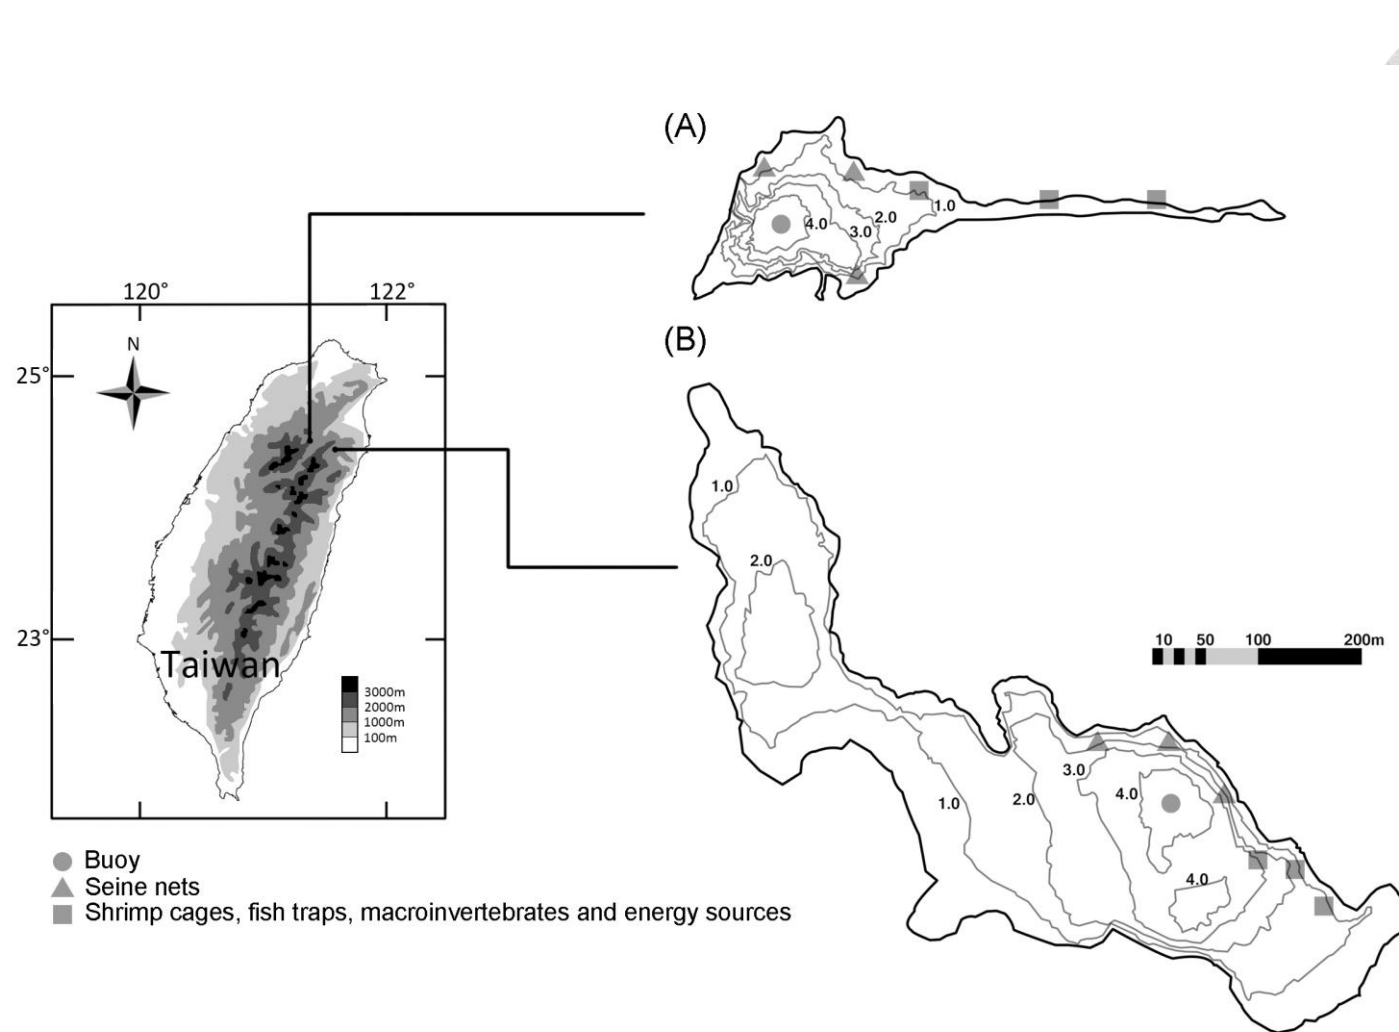 (A)
1.0
2.0
4.0
3.0
120°
122°
(B)
N
25°
1.0
2.0
10 50 100 200m
23°
Taiwan
3000m
2000m
1000m
100m
3.0
4.0
1.0
2.0
4.0
Buoy
Seine nets
Shrimp cages, fish traps, macroinvertebrates and energy sources